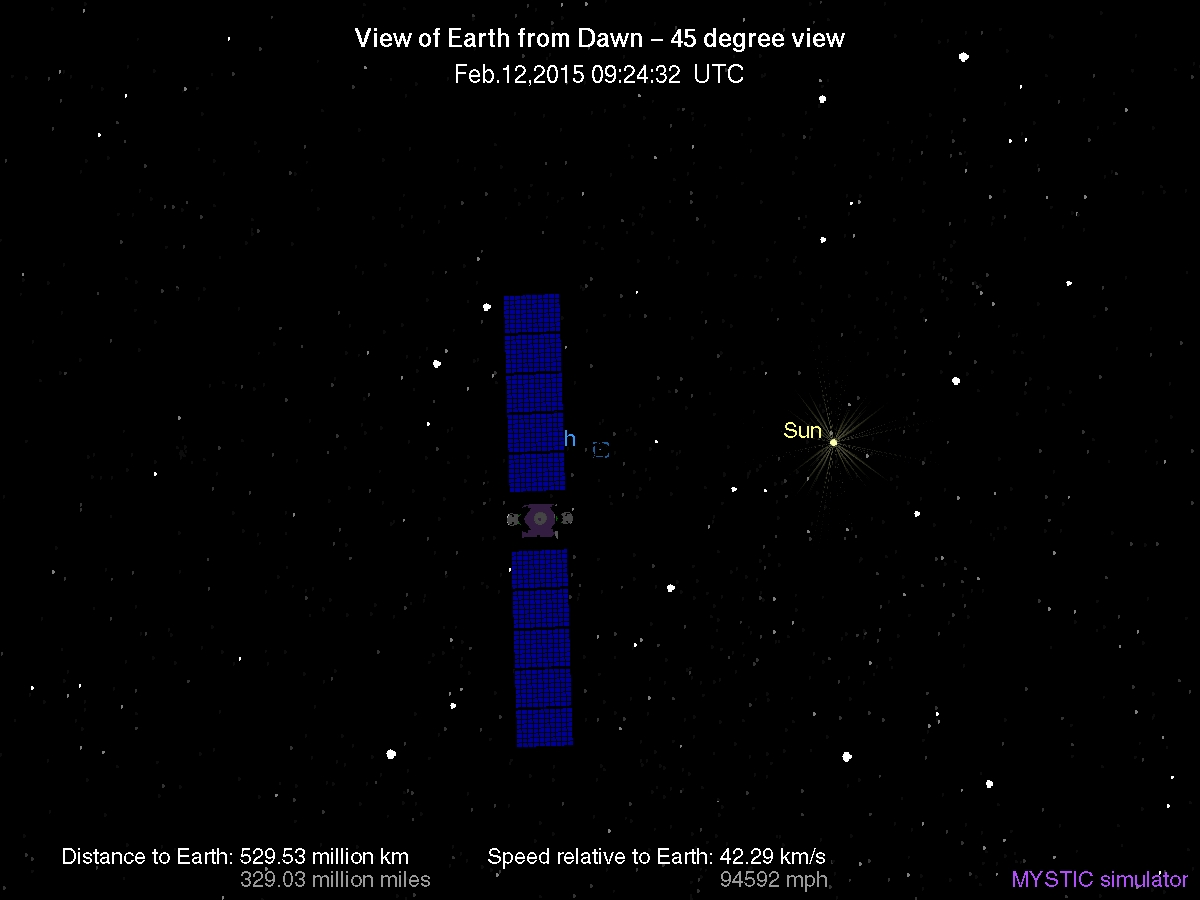 View of Earth from Dawn – 45 degree view
Feb.12,2015 09:24:32 UTC
Sun
h
Distance to Earth: 529.53 million km
329.03 million miles
Speed relative to Earth: 42.29 km/s
94592 mph
MYSTIC simulator